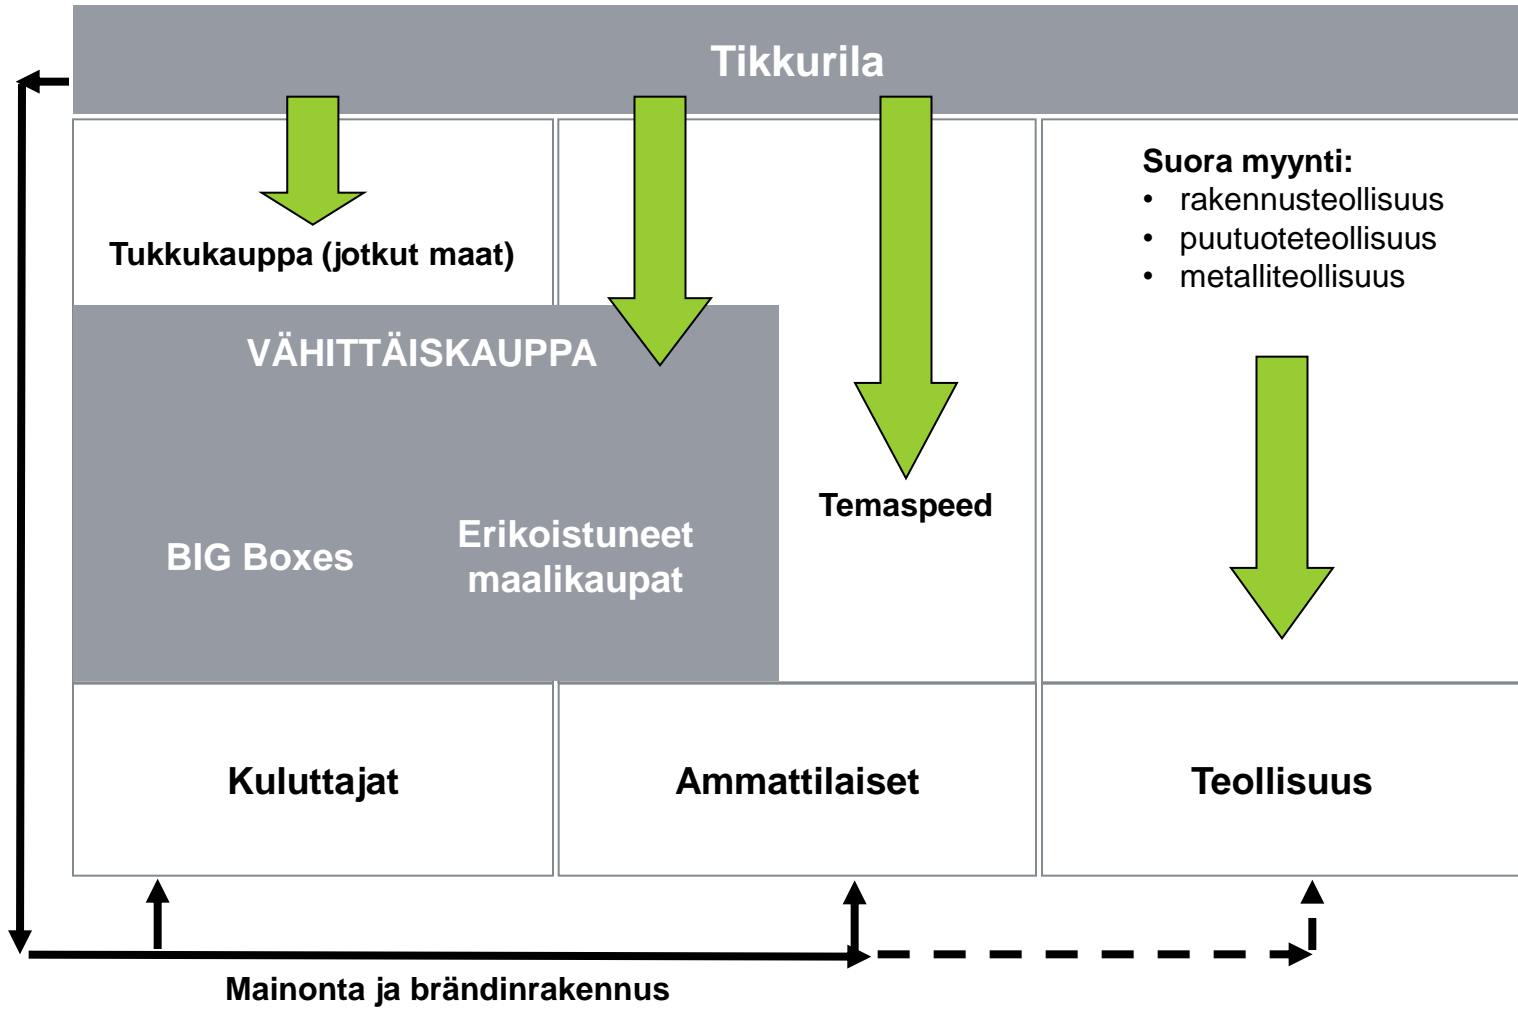 Tikkurila
Tukkukauppa (jotkut maat)
Suora myynti:
• rakennusteollisuus
• puutuoteteollisuus
• metalliteollisuus
VÄHITTÄISKAUPPA
BIG Boxes
Erikoistuneet
maalikaupat
Temaspeed
Kuluttajat
Ammattilaiset
Teollisuus
Mainonta ja brändinrakennus